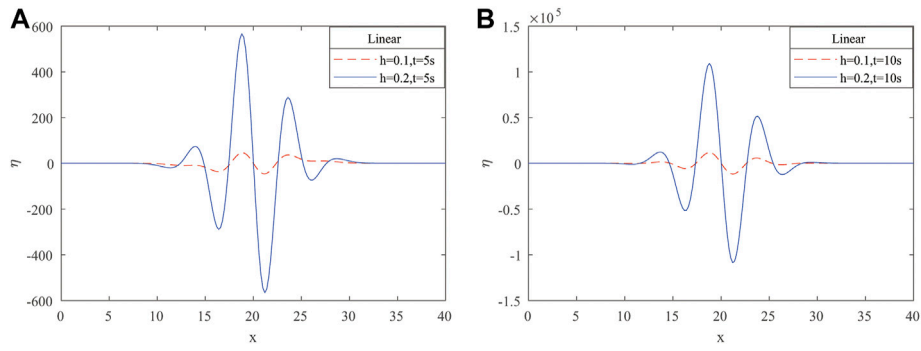 A
600
400
200
0
-200
-400
-600
η
0 5 10 15 20 25 30 35 40
x
Linear
h=0.1,t=5s
h=0.2,t=5s
B
×10^5
1.5
1
0.5
0
-0.5
-1
-1.5
η
0 5 10 15 20 25 30 35 40
x
Linear
h=0.1,t=10s
h=0.2,t=10s